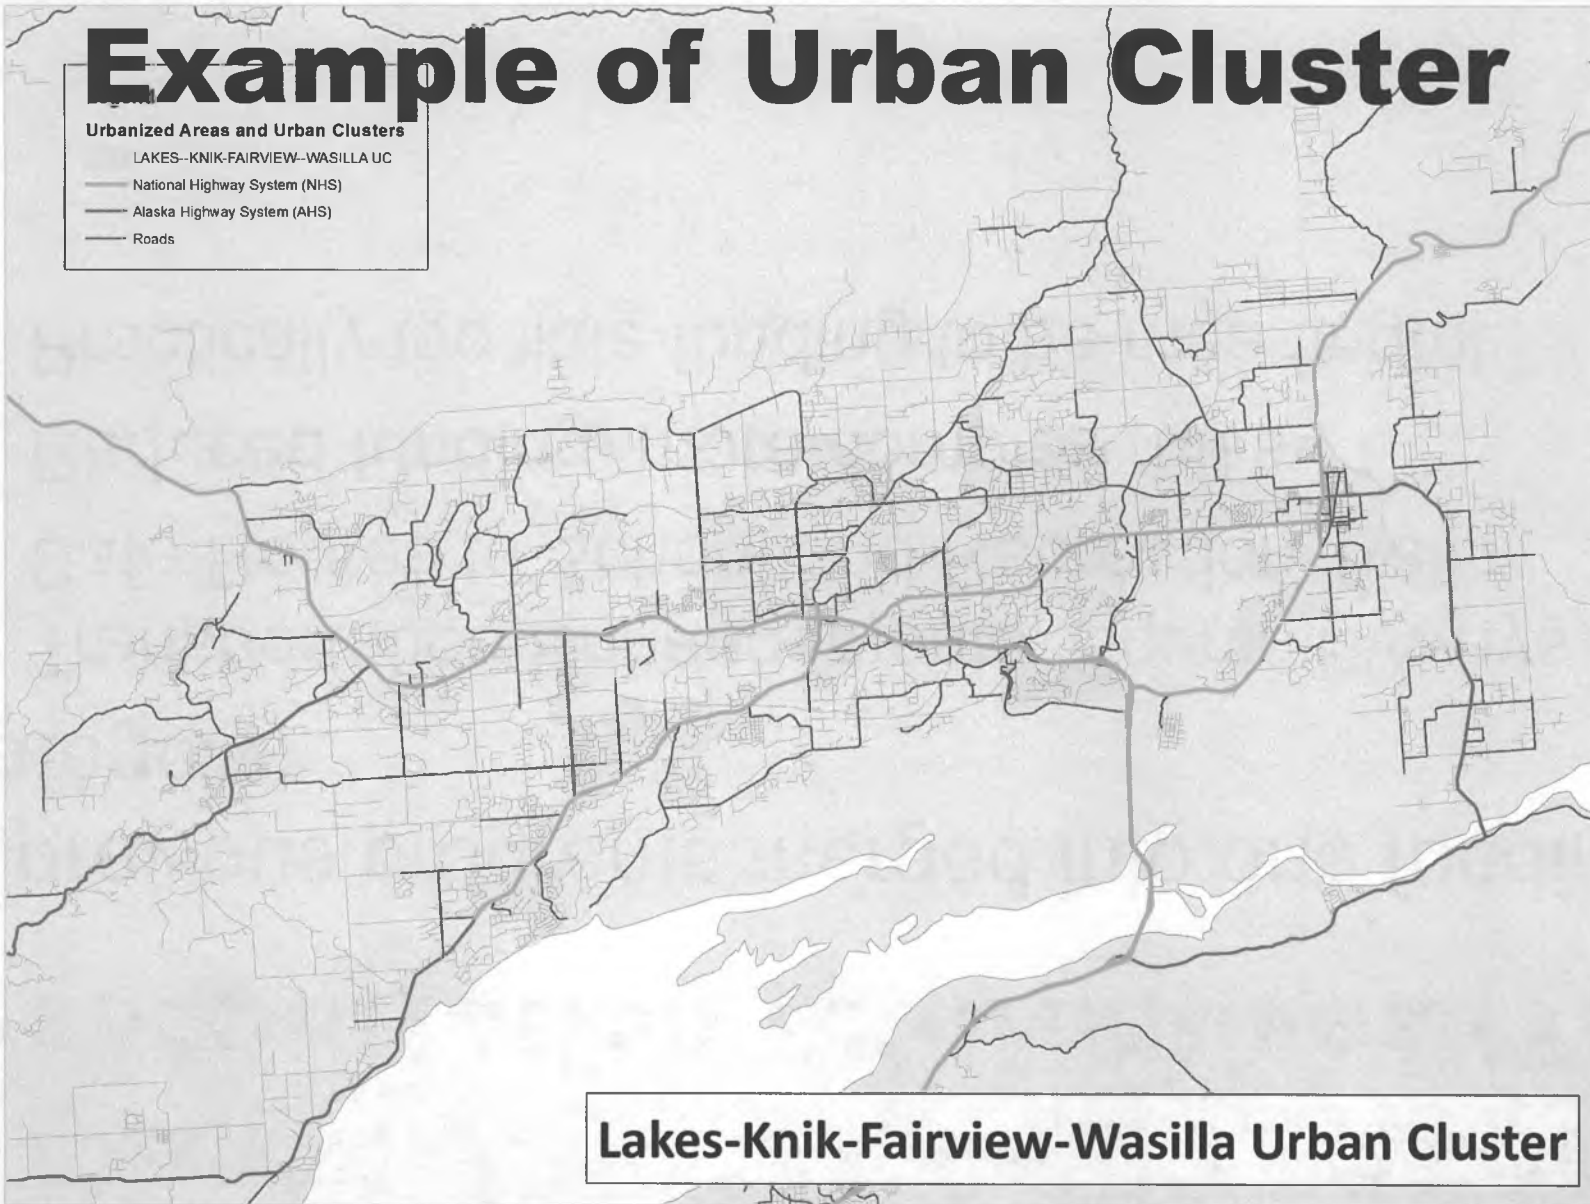 Example of Urban Cluster
Legend
Urbanized Areas and Urban Clusters
LAKES--KNIK-FAIRVIEW--WASILLA UC
National Highway System (NHS)
Alaska Highway System (AHS)
Roads
Lakes-Knik-Fairview-Wasilla Urban Cluster